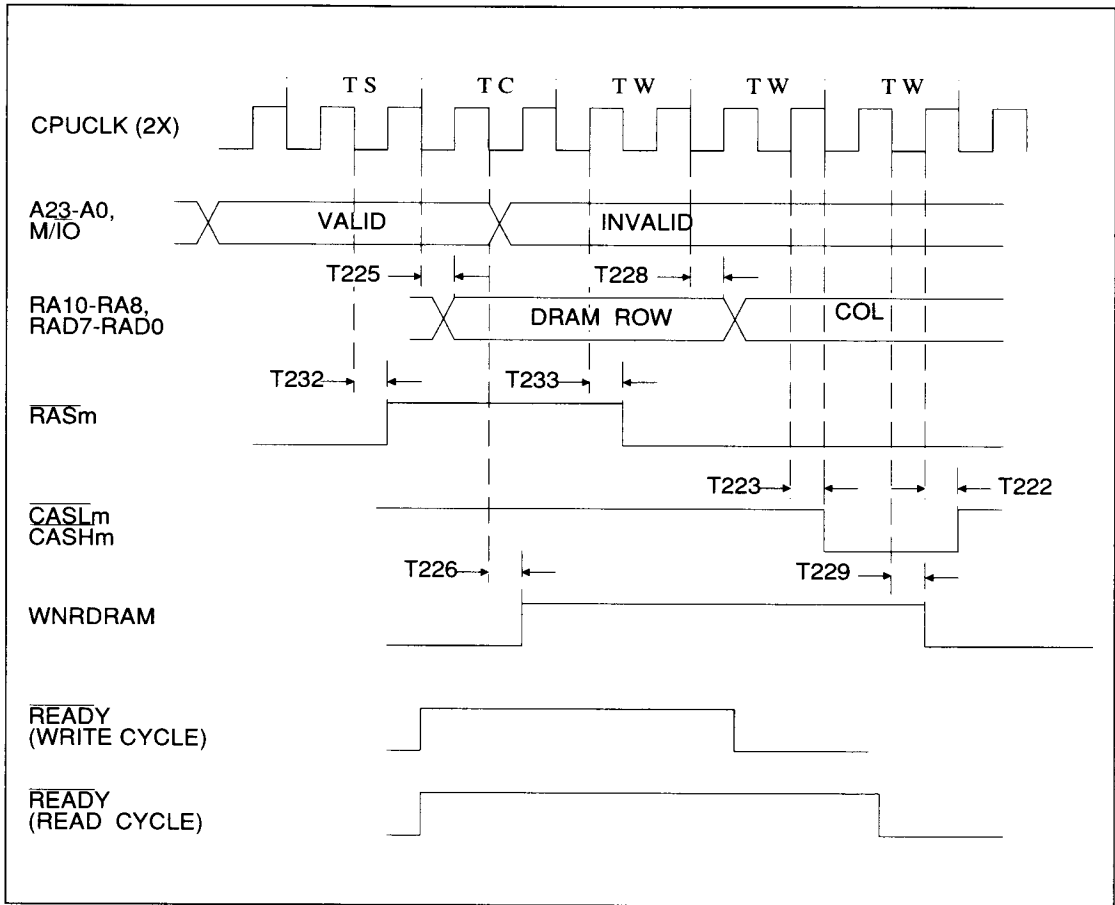 T S T C T W T W T W
CPUCLK (2X)
A23-A0,
M/IO
VALID INVALID
T225 T228
RA10-RA8,
RAD7-RAD0
DRAM ROW COL
T232 T233
RASm
T223 T222
CASLm
CASHm
T226 T229
WNRDRAM
READY
(WRITE CYCLE)
READY
(READ CYCLE)